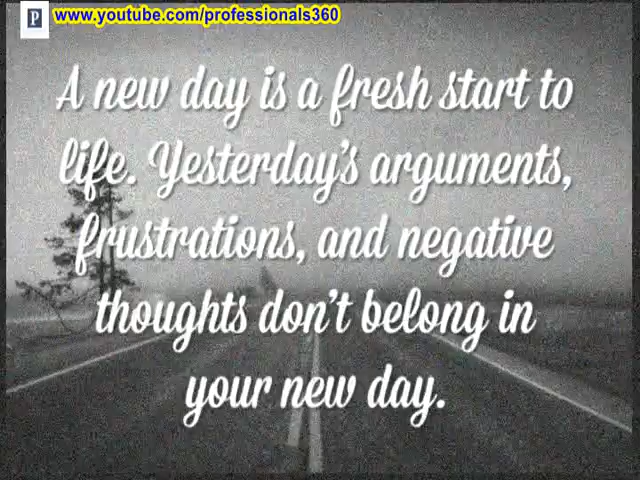 P www.youtube.com/professionals360
A new day is a fresh start to
life. Yesterday's arguments,
frustrations, and negative
thoughts don't belong in
your new day.